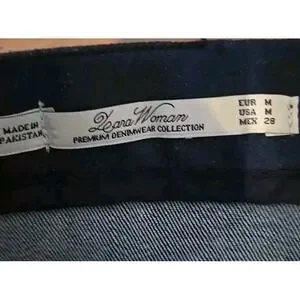 MADE IN
PAKISTAN
Zara Woman
PREMIUM DENIMWEAR COLLECTION
EUR M
USA M
MEX 28